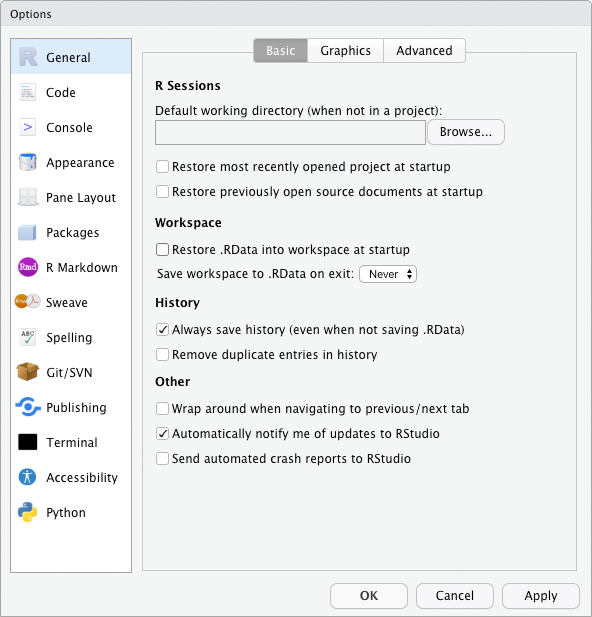 Options
General
Code
Console
Appearance
Pane Layout
Packages
Rmd R Markdown
Sweave
ABC Spelling
Git/SVN
Publishing
Terminal
Accessibility
Python
Basic Graphics Advanced
R Sessions
Default working directory (when not in a project):
Browse...
Restore most recently opened project at startup
Restore previously open source documents at startup
Workspace
Restore .RData into workspace at startup
Save workspace to .RData on exit: Never
History
Always save history (even when not saving .RData)
Remove duplicate entries in history
Other
Wrap around when navigating to previous/next tab
Automatically notify me of updates to RStudio
Send automated crash reports to RStudio
OK Cancel Apply